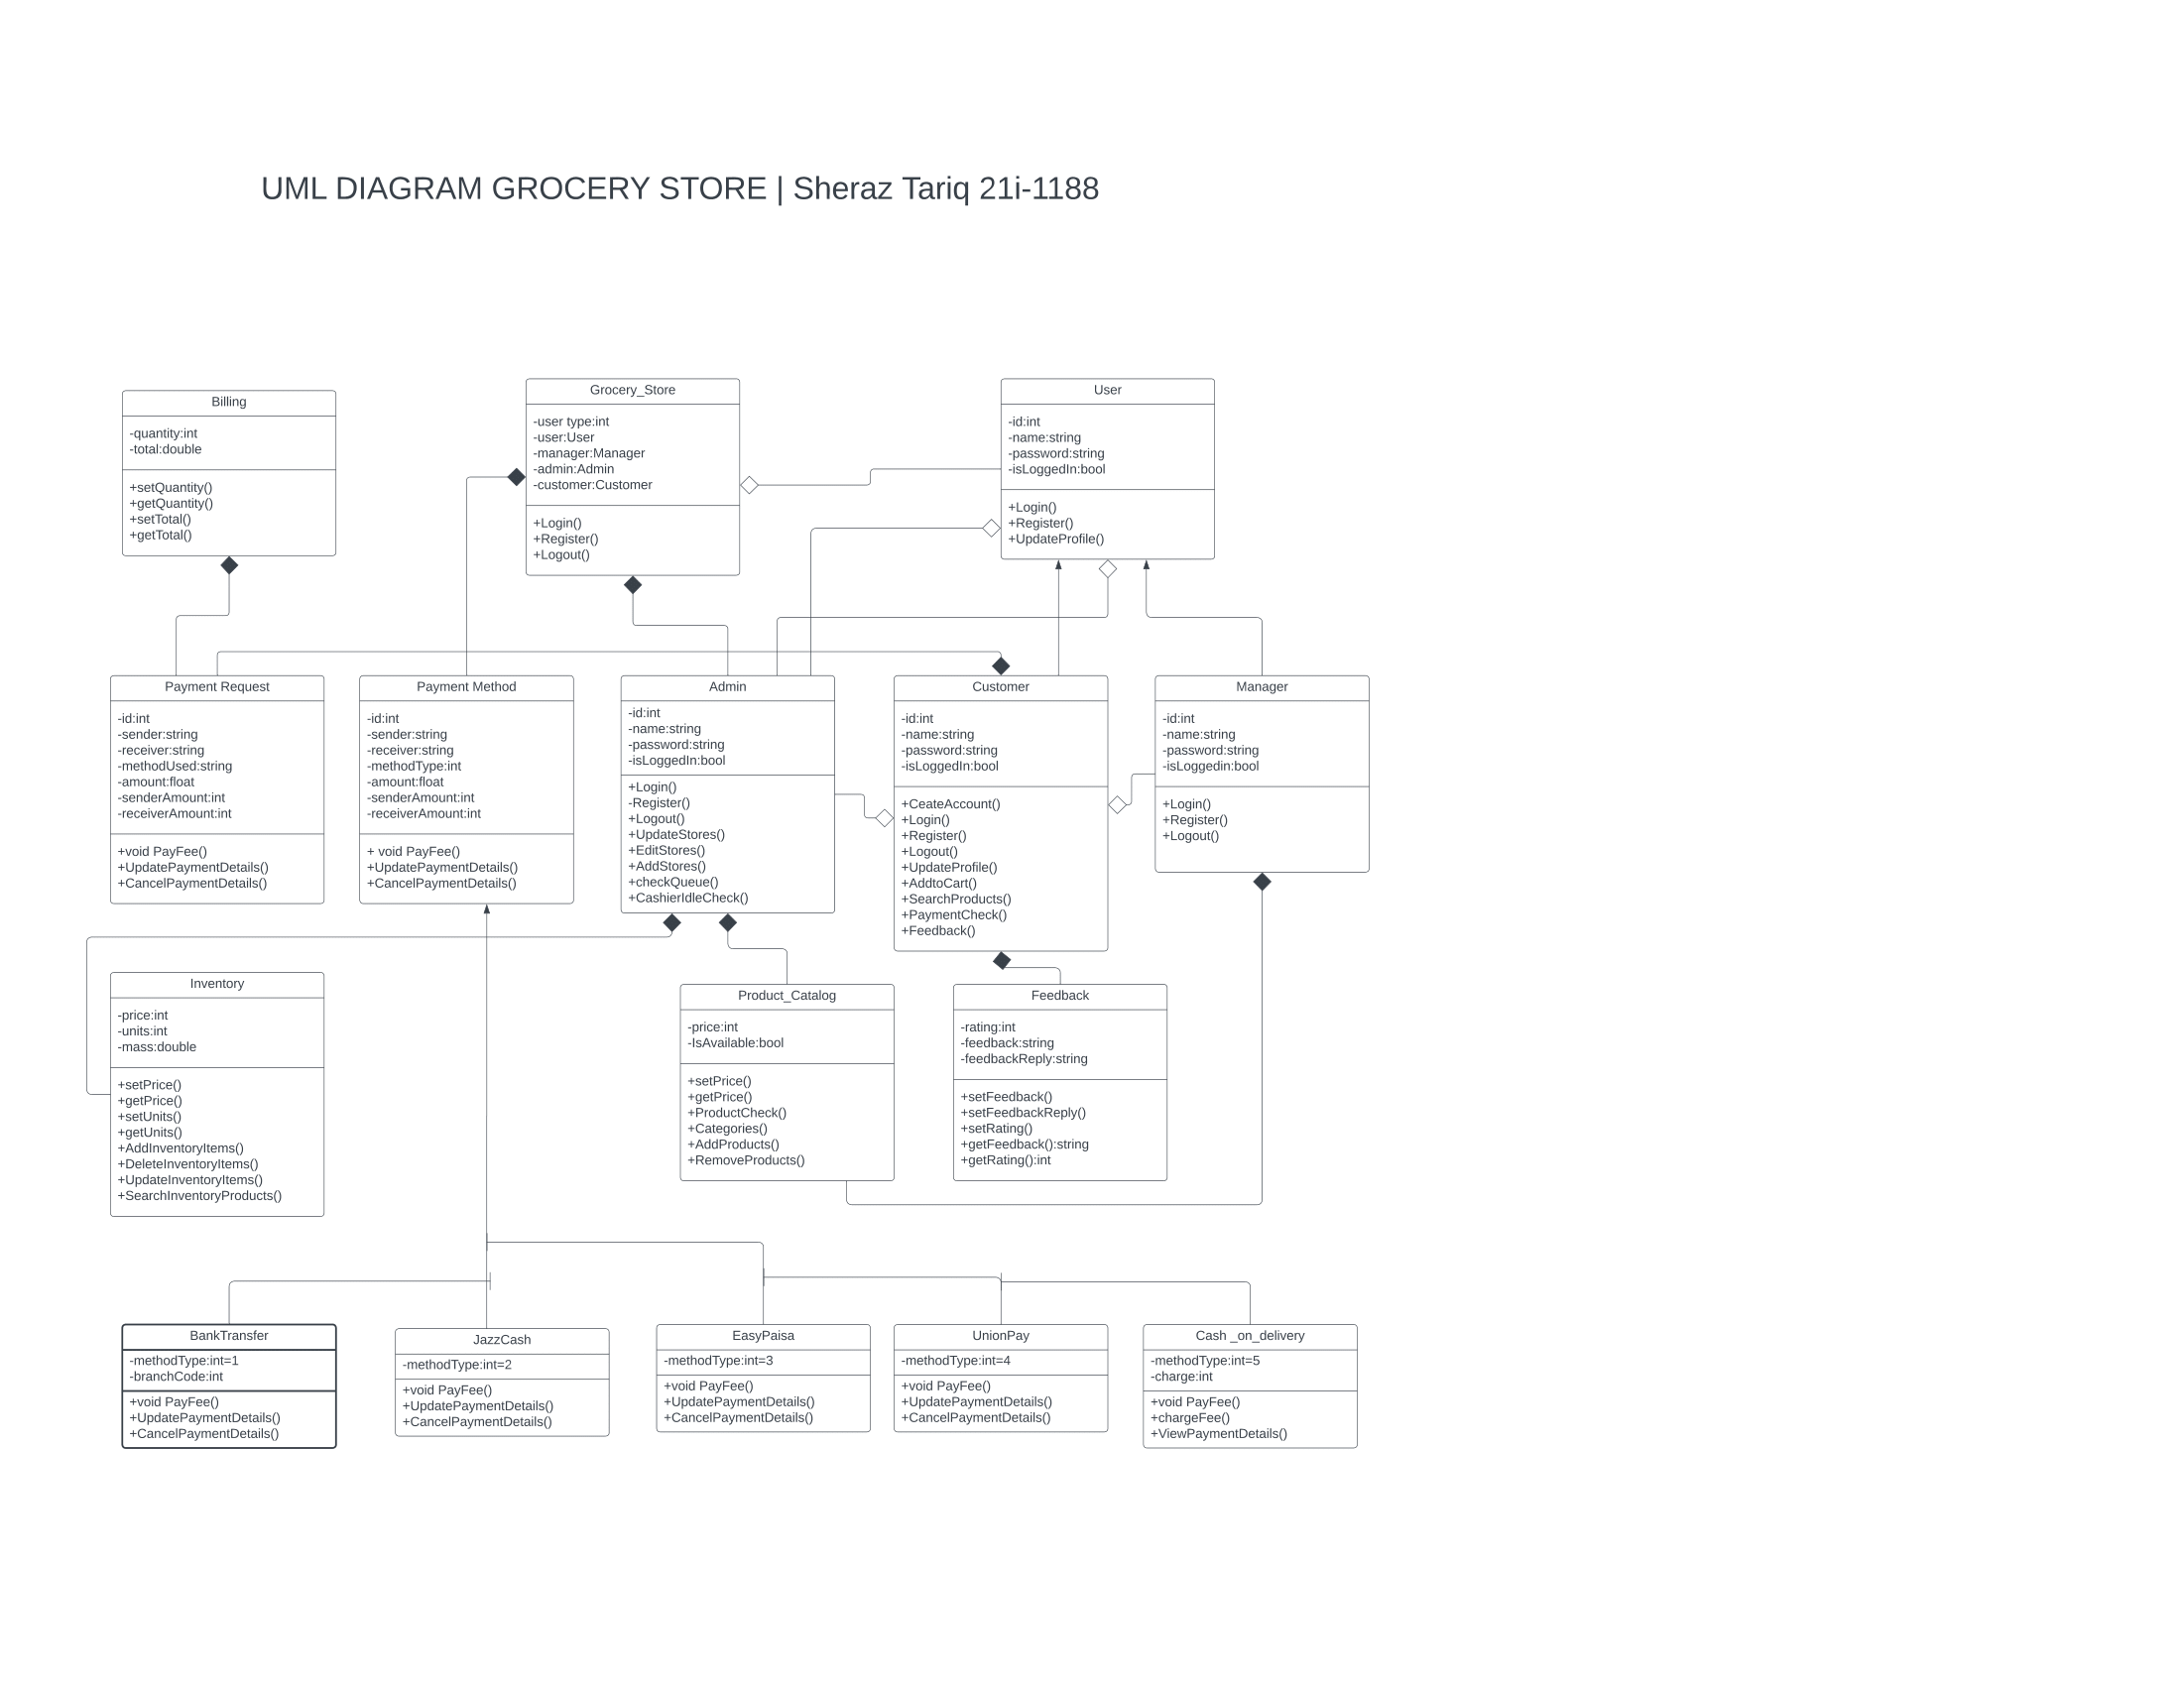 UML DIAGRAM GROCERY STORE | Sheraz Tariq 21i-1188
Billing
-quantity:int
-total:double
+setQuantity()
+getQuantity()
+setTotal()
+getTotal()
Grocery_Store
-user type:int
-user:User
-manager:Manager
-admin:Admin
-customer:Customer
+Login()
+Register()
+Logout()
User
-id:int
-name:string
-password:string
-isLoggedIn:bool
+Login()
+Register()
+UpdateProfile()
Payment Request
-id:int
-sender:string
-receiver:string
-methodUsed:string
-amount:float
-senderAmount:int
-receiverAmount:int
+void PayFee()
+UpdatePaymentDetails()
+CancelPaymentDetails()
Payment Method
-id:int
-sender:string
-receiver:string
-methodType:int
-amount:float
-senderAmount:int
-receiverAmount:int
+ void PayFee()
+UpdatePaymentDetails()
+CancelPaymentDetails()
Admin
-id:int
-name:string
-password:string
-isLoggedIn:bool
+Login()
-Register()
+Logout()
+UpdateStores()
+EditStores()
+AddStores()
+checkQueue()
+CashierIdleCheck()
Customer
-id:int
-name:string
-password:string
-isLoggedIn:bool
+CeateAccount()
+Login()
+Register()
+Logout()
+UpdateProfile()
+AddtoCart()
+SearchProducts()
+PaymentCheck()
+Feedback()
Manager
-id:int
-name:string
-password:string
-isLoggedin:bool
+Login()
+Register()
+Logout()
Inventory
-price:int
-units:int
-mass:double
+setPrice()
+getPrice()
+setUnits()
+getUnits()
+AddInventoryItems()
+DeleteInventoryItems()
+UpdateInventoryItems()
+SearchInventoryProducts()
Product_Catalog
-price:int
-IsAvailable:bool
+setPrice()
+getPrice()
+ProductCheck()
+Categories()
+AddProducts()
+RemoveProducts()
Feedback
-rating:int
-feedback:string
-feedbackReply:string
+setFeedback()
+setFeedbackReply()
+setRating()
+getFeedback():string
+getRating():int
BankTransfer
-methodType:int=1
-branchCode:int
+void PayFee()
+UpdatePaymentDetails()
+CancelPaymentDetails()
JazzCash
-methodType:int=2
+void PayFee()
+UpdatePaymentDetails()
+CancelPaymentDetails()
EasyPaisa
-methodType:int=3
+void PayFee()
+UpdatePaymentDetails()
+CancelPaymentDetails()
UnionPay
-methodType:int=4
+void PayFee()
+UpdatePaymentDetails()
+CancelPaymentDetails()
Cash _on_delivery
-methodType:int=5
-charge:int
+void PayFee()
+chargeFee()
+ViewPaymentDetails()